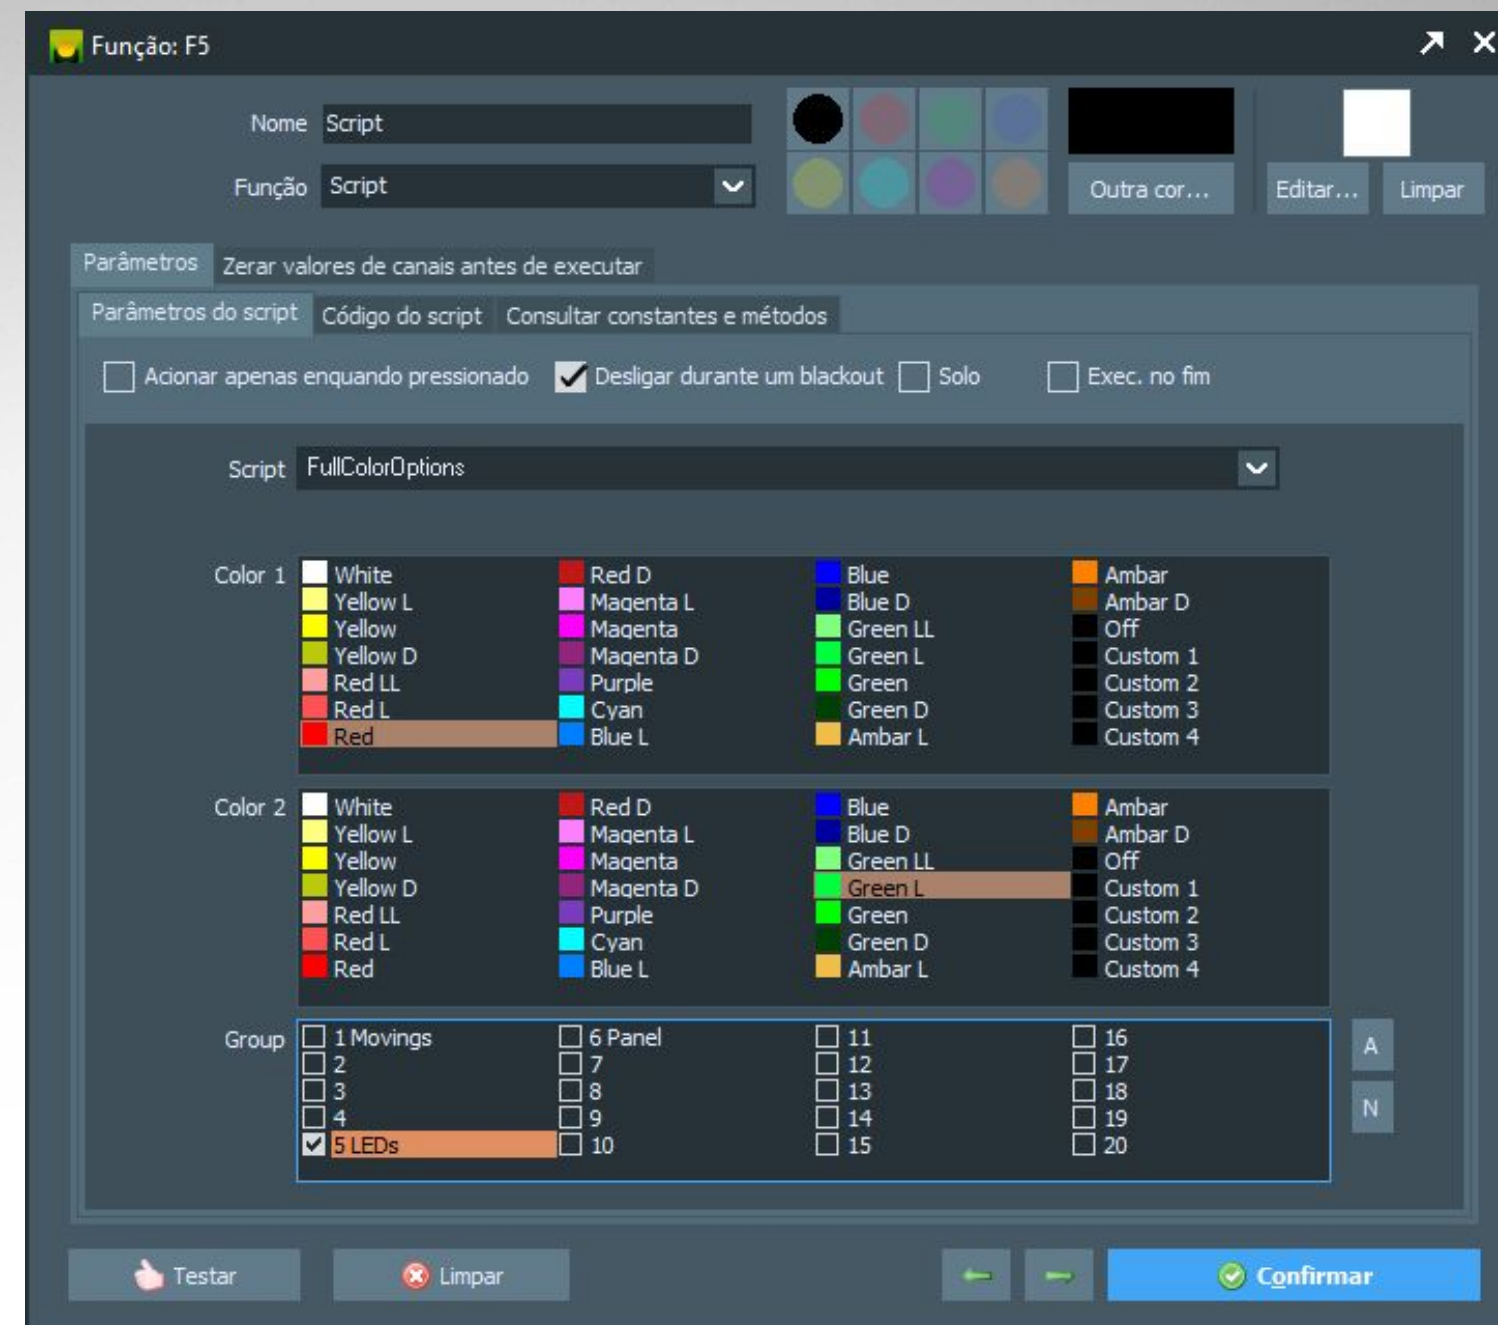 Função: F5
Nome Script
Função Script
Outra cor... Editar... Limpar
Parâmetros Zerar valores de canais antes de executar
Parâmetros do script Código do script Consultar constantes e métodos
Acionar apenas enquando pressionado Desligar durante um blackout Solo Exec. no fim
Script FullColorOptions
Color 1 White Red D Blue Ambar
Yellow L Magenta L Blue D Ambar D
Yellow Magenta Green LL Off
Yellow D Magenta D Green L Custom 1
Red LL Purple Green Custom 2
Red L Cyan Green D Custom 3
Red Blue L Ambar L Custom 4
Color 2 White Red D Blue Ambar
Yellow L Magenta L Blue D Ambar D
Yellow Magenta Green LL Off
Yellow D Magenta D Green L Custom 1
Red LL Purple Green Custom 2
Red L Cyan Green D Custom 3
Red Blue L Ambar L Custom 4
Group 1 Movings 6 Panel 11 16 A
2 7 12 17
3 8 13 18
4 9 14 19 N
5 LEDs 10 15 20
Testar Limpar Confirmar